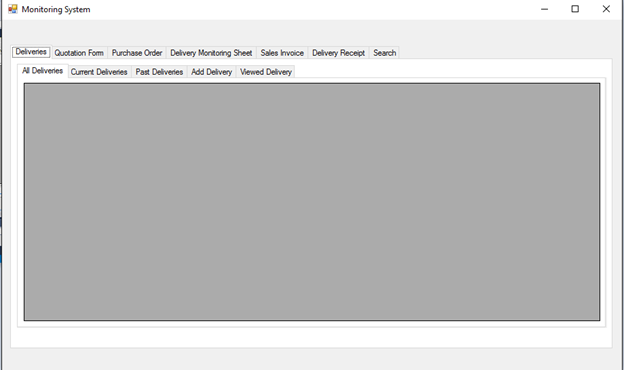 Monitoring System
Deliveries Quotation Form Purchase Order Delivery Monitoring Sheet Sales Invoice Delivery Receipt Search
All Deliveries Current Deliveries Past Deliveries Add Delivery Viewed Delivery